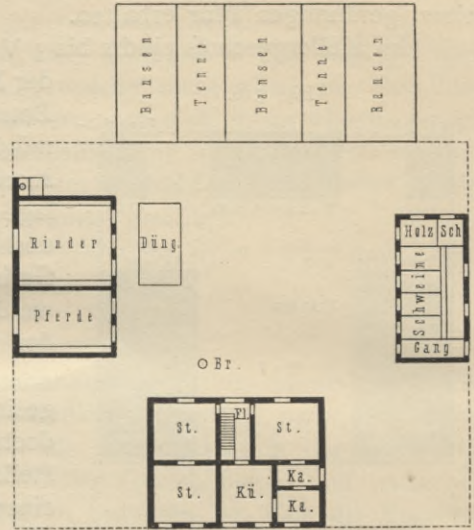 Bansen
Tenne
Bansen
Tenne
Bansen
Rinder
Düng.
Holz Sch
Schweine
Pferde
Gang
Br.
Fl
St.
St.
St.
Kü.
Ka.
Ka.